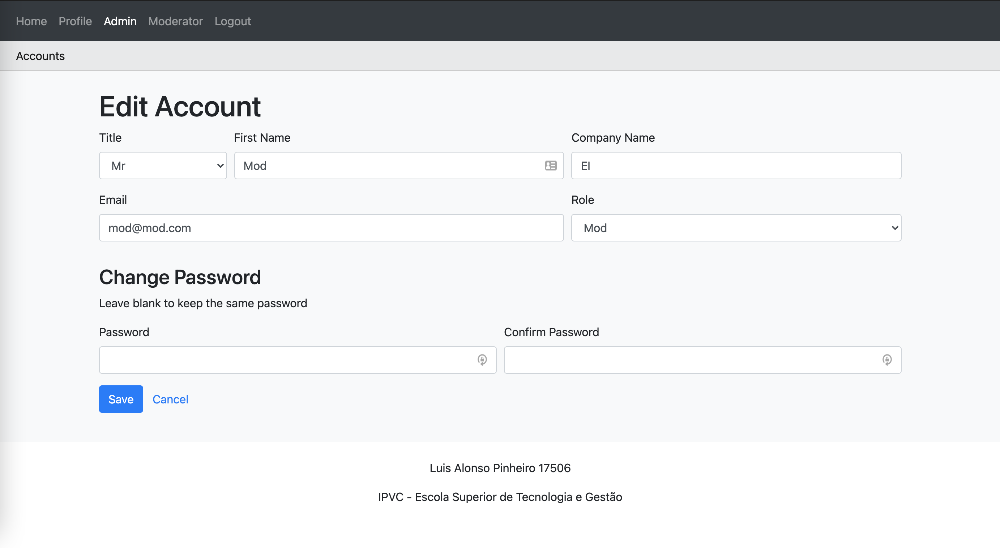 Home Profile Admin Moderator Logout
Accounts
Edit Account
Title First Name Company Name
Mr Mod El
Email Role
mod@mod.com Mod
Change Password
Leave blank to keep the same password
Password Confirm Password
Save Cancel
Luis Alonso Pinheiro 17506
IPVC - Escola Superior de Tecnologia e Gestão